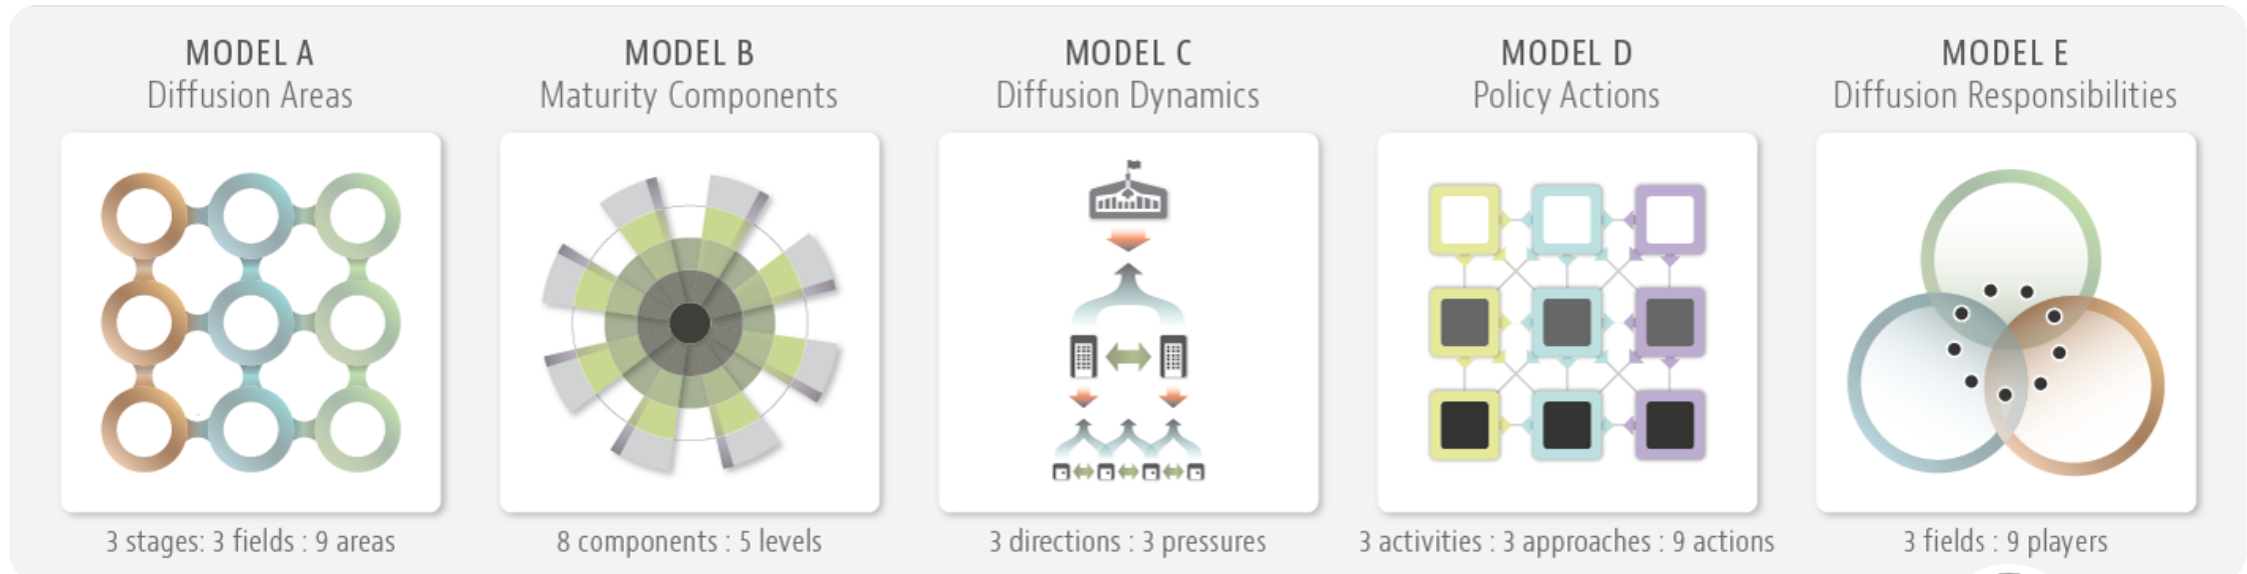 MODEL A
Diffusion Areas
3 stages: 3 fields : 9 areas
MODEL B
Maturity Components
8 components : 5 levels
MODEL C
Diffusion Dynamics
3 directions : 3 pressures
MODEL D
Policy Actions
3 activities : 3 approaches : 9 actions
MODEL E
Diffusion Responsibilities
3 fields : 9 players